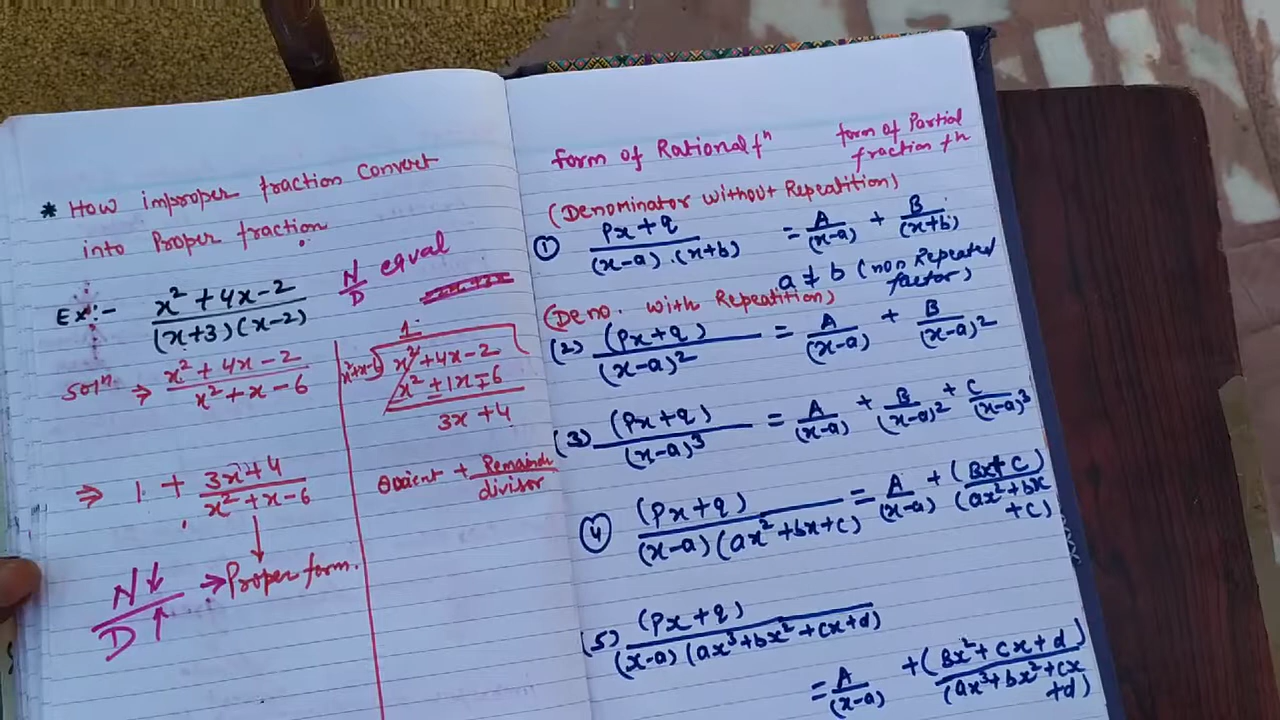 * How improper fraction convert
into Proper fraction
Ex:- x² + 4x - 2 / (x+3)(x-2)
N/D equal
Solⁿ ⇒ x² + 4x - 2 / x² + x - 6
1
x²+x-6) x² + 4x - 2
x² ± 1x ∓ 6
3x + 4
⇒ 1 + 3x + 4 / x² + x - 6
Quient + Remaindr / divisor
N↓ / D↑ → Proper form.
form of Rational fⁿ
form of Partial
fraction fⁿ
(Denominator without Repeatition)
① px+q / (x-a).(x+b) = A/(x-a) + B/(x+b)
a ≠ b (non Repeated
factor)
(Deno. with Repeatition)
(2) (px+q) / (x-a)² = A/(x-a) + B/(x-a)²
(3) (px+q) / (x-a)³ = A/(x-a) + B/(x-a)² + C/(x-a)³
④ (px+q) / (x-a)(ax²+bx+c) = A/(x-a) + (Bx+C)/(ax²+bx
+c)
(5) (px+q) / (x-a)(ax³+bx²+cx+d)
= A/(x-a) + (Bx²+Cx+d)/(ax³+bx²+cx
+d)